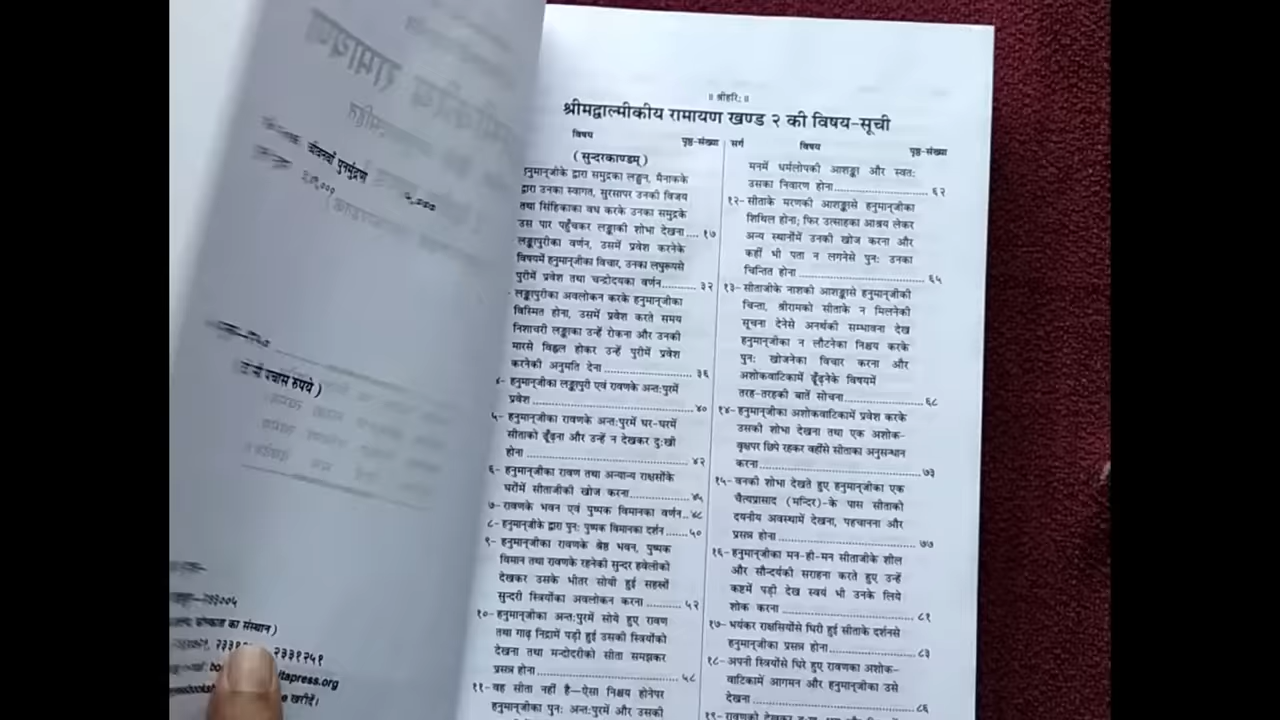 ॥ श्रीहरि: ॥
श्रीमद्वाल्मीकीय रामायण खण्ड २ की विषय-सूची
विषय पृष्ठ-संख्या
(सुन्दरकाण्डम्)
हनुमान्‌जीके द्वारा समुद्रका लङ्घन, मैनाकके
द्वारा उनका स्वागत, सुरसापर उनकी विजय
तथा सिंहिकाका वध करके उनका समुद्रके
उस पार पहुँचकर लङ्काकी शोभा देखना.... १७
लङ्कापुरीका वर्णन, उसमें प्रवेश करनेके
विषयमें हनुमान्‌जीका विचार, उनका लघुरूपसे
पुरीमें प्रवेश तथा चन्द्रोदयका वर्णन.......... ३२
लङ्कापुरीका अवलोकन करके हनुमान्‌जीका
विस्मित होना, उसमें प्रवेश करते समय
निशाचरी लङ्काका उन्हें रोकना और उनकी
मारसे विह्वल होकर उन्हें पुरीमें प्रवेश
करनेकी अनुमति देना .......................... ३६
४- हनुमान्‌जीका लङ्कापुरी एवं रावणके अन्त:पुरमें
प्रवेश ............................................. ४०
५- हनुमान्‌जीका रावणके अन्त:पुरमें घर-घरमें
सीताको ढूँढ़ना और उन्हें न देखकर दु:खी
होना ............................................... ४२
६- हनुमान्‌जीका रावण तथा अन्यान्य राक्षसोंके
घरोंमें सीताजीकी खोज करना................ ४५
७- रावणके भवन एवं पुष्पक विमानका वर्णन.. ४८
८- हनुमान्‌जीके द्वारा पुन: पुष्पक विमानका दर्शन ...... ५०
९- हनुमान्‌जीका रावणके श्रेष्ठ भवन, पुष्पक
विमान तथा रावणके रहनेकी सुन्दर हवेलीको
देखकर उसके भीतर सोयी हुई सहस्रों
सुन्दरी स्त्रियोंका अवलोकन करना .......... ५२
१०- हनुमान्‌जीका अन्त:पुरमें सोये हुए रावण
तथा गाढ़ निद्रामें पड़ी हुई उसकी स्त्रियोंको
देखना तथा मन्दोदरीको सीता समझकर
प्रसन्न होना ...................................... ५८
११- वह सीता नहीं है—ऐसा निश्चय होनेपर
हनुमान्‌जीका पुन: अन्त:पुरमें और उसकी
सर्ग विषय पृष्ठ-संख्या
मनमें धर्मलोपकी आशङ्का और स्वत:
उसका निवारण होना............................ ६२
१२- सीताके मरणकी आशङ्कासे हनुमान्‌जीका
शिथिल होना; फिर उत्साहका आश्रय लेकर
अन्य स्थानोंमें उनकी खोज करना और
कहीं भी पता न लगनेसे पुन: उनका
चिन्तित होना .................................... ६५
१३- सीताजीके नाशकी आशङ्कासे हनुमान्‌जीकी
चिन्ता, श्रीरामको सीताके न मिलनेकी
सूचना देनेसे अनर्थकी सम्भावना देख
हनुमान्‌जीका न लौटनेका निश्चय करके
पुन: खोजनेका विचार करना और
अशोकवाटिकामें ढूँढ़नेके विषयमें
तरह-तरहकी बातें सोचना....................... ६८
१४- हनुमान्‌जीका अशोकवाटिकामें प्रवेश करके
उसकी शोभा देखना तथा एक अशोक-
वृक्षपर छिपे रहकर वहींसे सीताका अनुसन्धान
करना .............................................. ७३
१५- वनकी शोभा देखते हुए हनुमान्‌जीका एक
चैत्यप्रासाद (मन्दिर)-के पास सीताको
दयनीय अवस्थामें देखना, पहचानना और
प्रसन्न होना ...................................... ७७
१६- हनुमान्‌जीका मन-ही-मन सीताजीके शील
और सौन्दर्यकी सराहना करते हुए उन्हें
कष्टमें पड़ी देख स्वयं भी उनके लिये
शोक करना ...................................... ८१
१७- भयंकर राक्षसियोंसे घिरी हुई सीताके दर्शनसे
हनुमान्‌जीका प्रसन्न होना ...................... ८३
१८- अपनी स्त्रियोंसे घिरे हुए रावणका अशोक-
वाटिकामें आगमन और हनुमान्‌जीका उसे
देखना ............................................. ८६
१९- रावणको देखकर
पुनर्मुद्रण
पचास रुपये )
का संस्थान )
२३३१२५१
itapress.org
खरीदें।